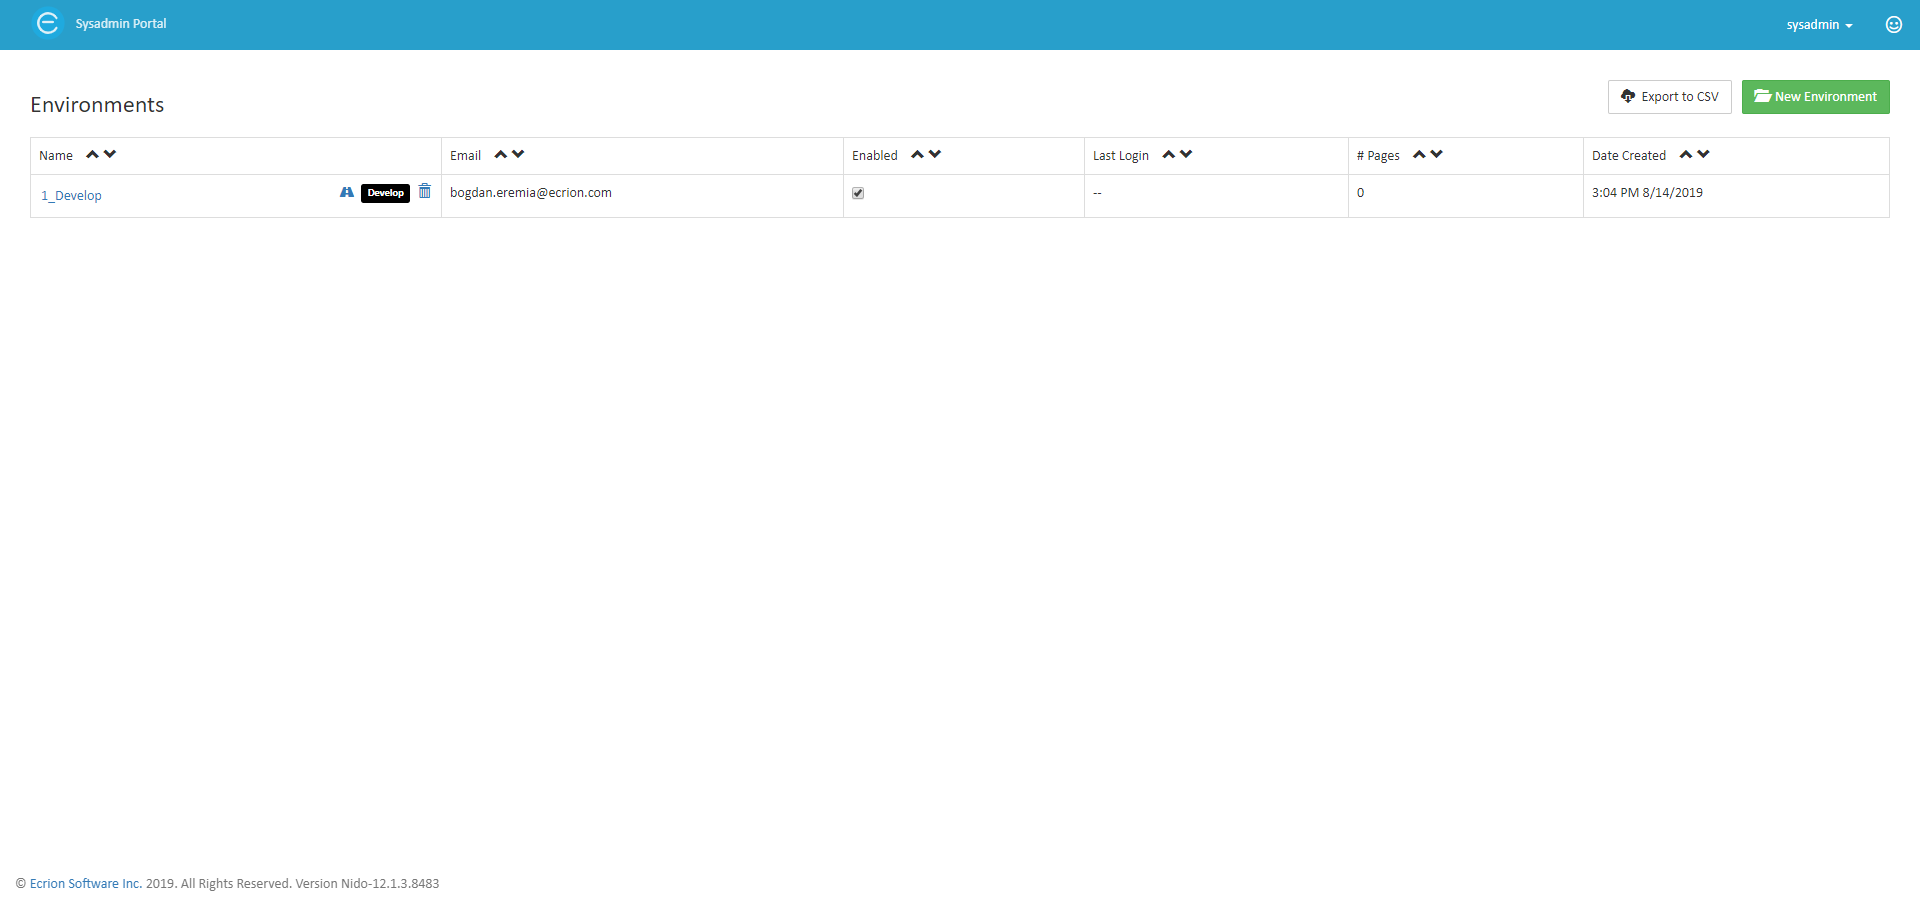 Sysadmin Portal
sysadmin
Environments
Export to CSV
New Environment
Name Email Enabled Last Login # Pages Date Created
1_Develop Develop bogdan.eremia@ecrion.com -- 0 3:04 PM 8/14/2019
© Ecrion Software Inc. 2019. All Rights Reserved. Version Nido-12.1.3.8483